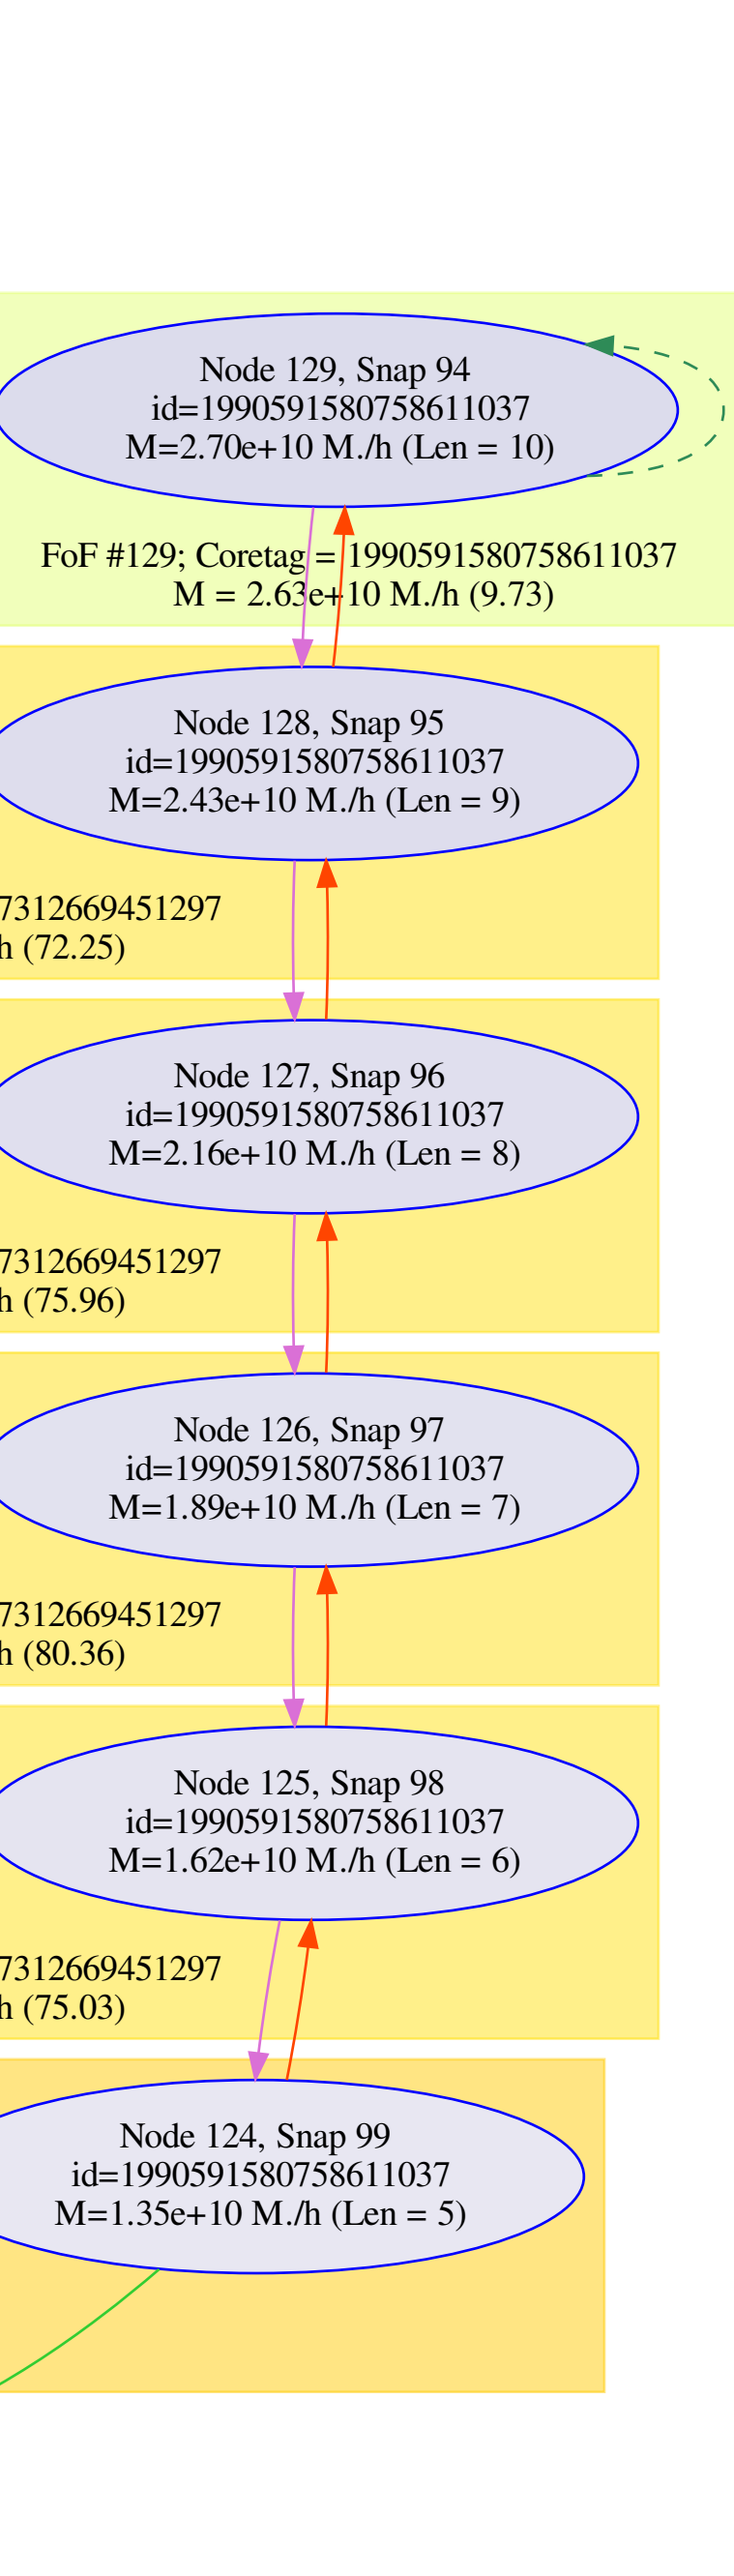 Node 129, Snap 94
id=1990591580758611037
M=2.70e+10 M./h (Len = 10)
FoF #129; Coretag = 1990591580758611037
M = 2.63e+10 M./h (9.73)
Node 128, Snap 95
id=1990591580758611037
M=2.43e+10 M./h (Len = 9)
7312669451297
h (72.25)
Node 127, Snap 96
id=1990591580758611037
M=2.16e+10 M./h (Len = 8)
7312669451297
h (75.96)
Node 126, Snap 97
id=1990591580758611037
M=1.89e+10 M./h (Len = 7)
7312669451297
h (80.36)
Node 125, Snap 98
id=1990591580758611037
M=1.62e+10 M./h (Len = 6)
7312669451297
h (75.03)
Node 124, Snap 99
id=1990591580758611037
M=1.35e+10 M./h (Len = 5)